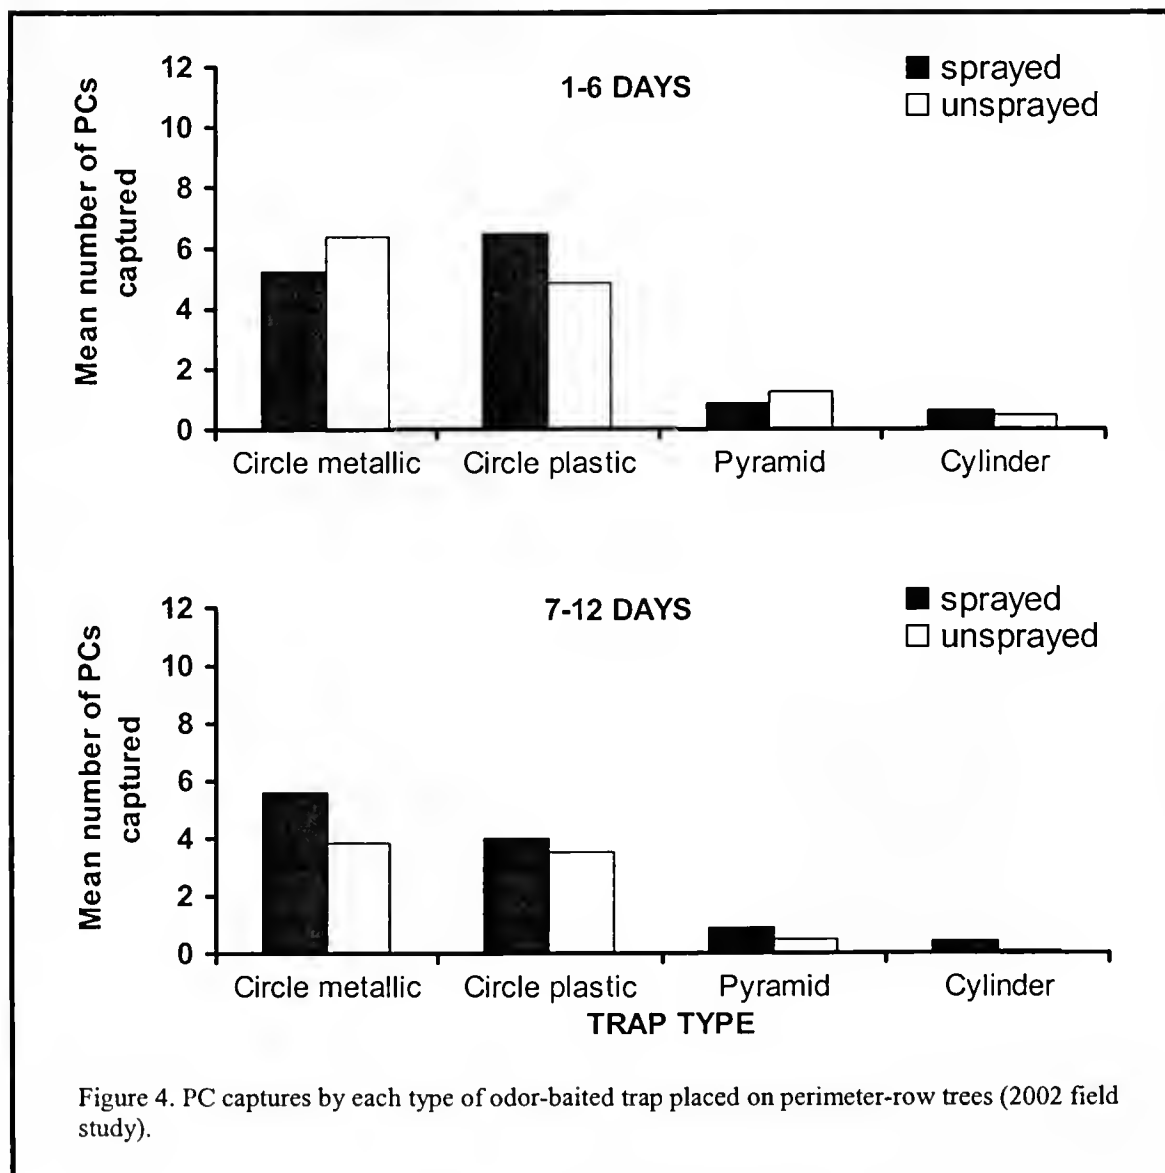 12
10
8
6
4
2
0
Mean number of PCs
captured
1-6 DAYS
sprayed
unsprayed
Circle metallic
Circle plastic
Pyramid
Cylinder
12
10
8
6
4
2
0
Mean number of PCs
captured
7-12 DAYS
sprayed
unsprayed
Circle metallic
Circle plastic
Pyramid
Cylinder
TRAP TYPE
Figure 4. PC captures by each type of odor-baited trap placed on perimeter-row trees (2002 field
study).